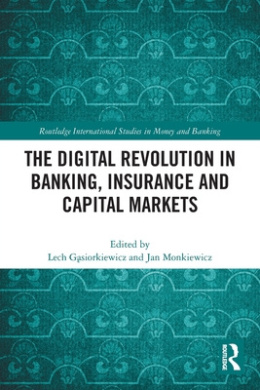 Routledge International Studies in Money and Banking
THE DIGITAL REVOLUTION IN
BANKING, INSURANCE AND
CAPITAL MARKETS
Edited by
Lech Gąsiorkiewicz and Jan Monkiewicz
ROUTLEDGE